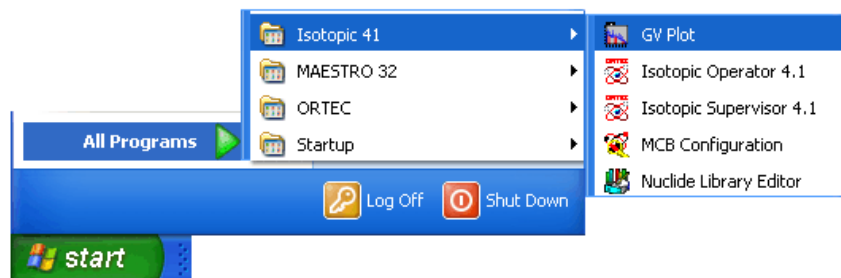 Isotopic 41
MAESTRO 32
ORTEC
Startup
GV Plot
Isotopic Operator 4.1
Isotopic Supervisor 4.1
MCB Configuration
Nuclide Library Editor
All Programs
Log Off
Shut Down
start